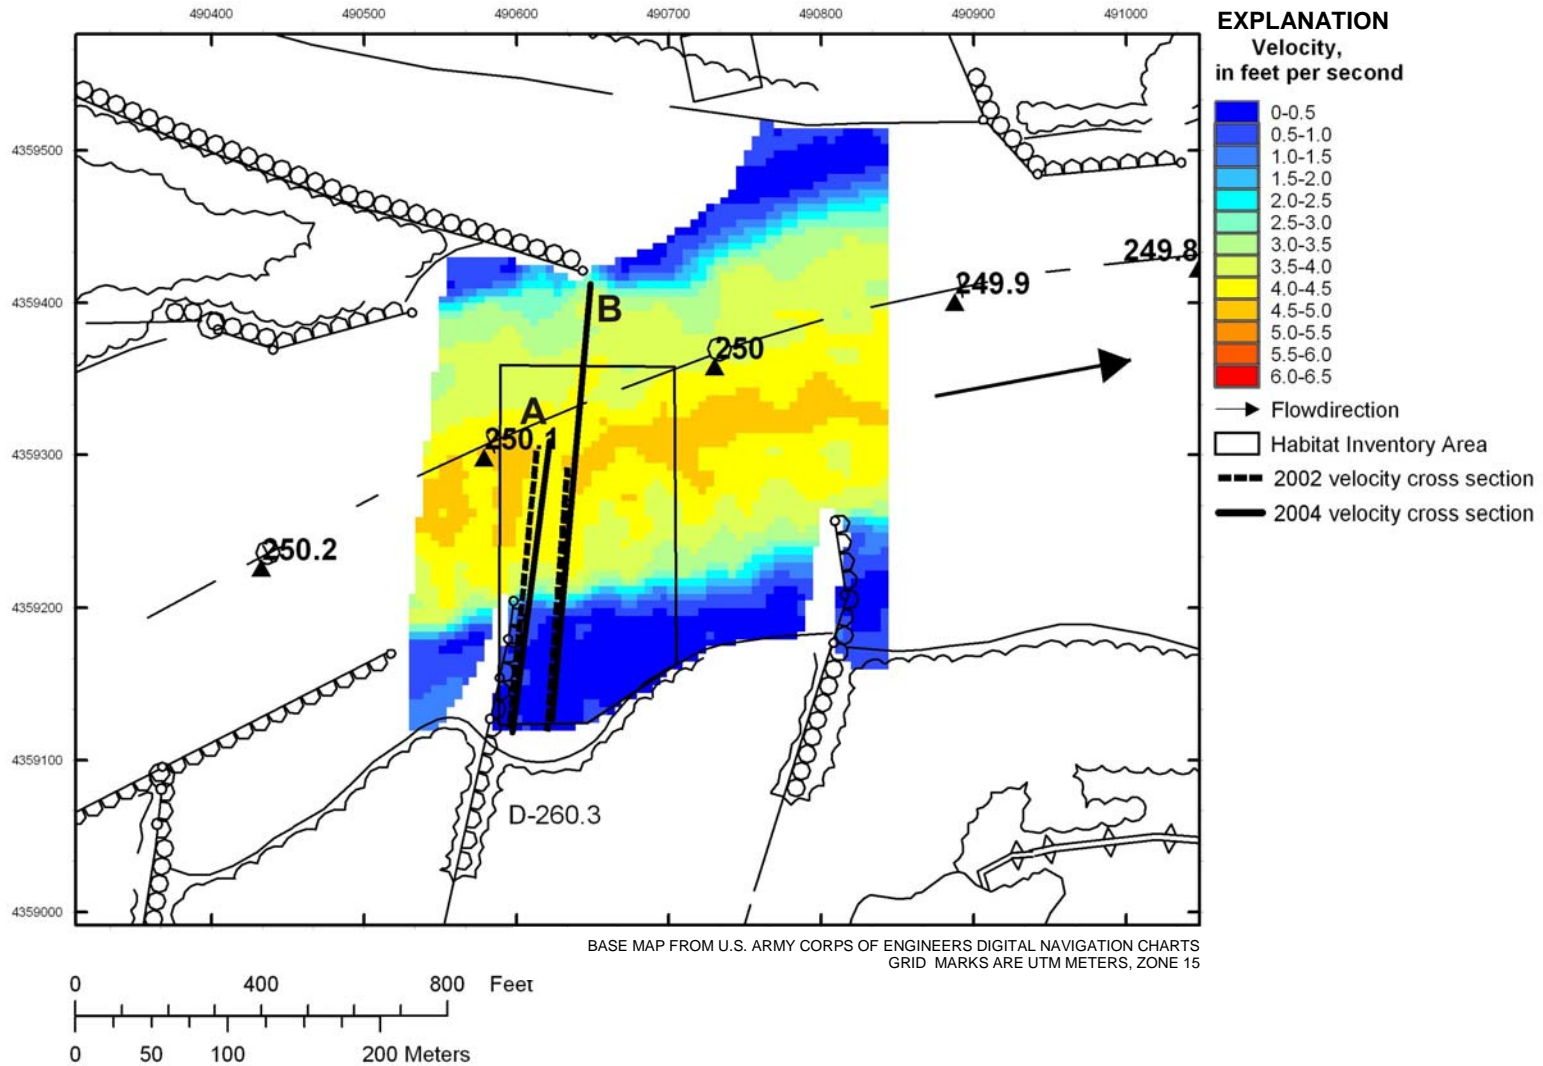 490400 490500 490600 490700 490800 490900 491000
EXPLANATION
Velocity,
in feet per second
0-0.5
0.5-1.0
1.0-1.5
1.5-2.0
2.0-2.5
2.5-3.0
3.0-3.5
3.5-4.0
4.0-4.5
4.5-5.0
5.0-5.5
5.5-6.0
6.0-6.5
Flowdirection
Habitat Inventory Area
2002 velocity cross section
2004 velocity cross section
4359500
249.8
249.9
4359400
B
250
A
250.1
4359300
250.2
4359200
4359100
D-260.3
4359000
BASE MAP FROM U.S. ARMY CORPS OF ENGINEERS DIGITAL NAVIGATION CHARTS
GRID MARKS ARE UTM METERS, ZONE 15
0 400 800 Feet
0 50 100 200 Meters